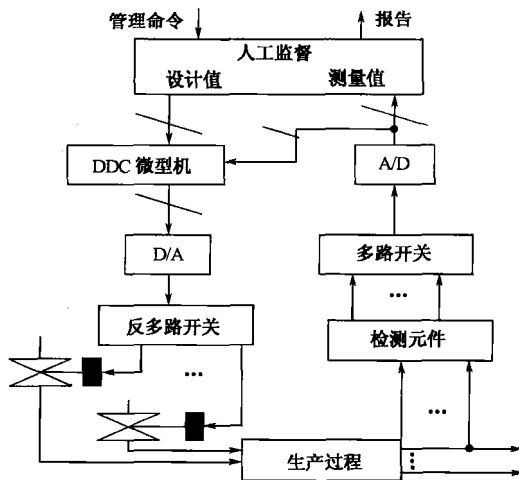 管理命令
报告
人工监督
设计值
测量值
DDC 微型机
A/D
D/A
多路开关
反多路开关
检测元件
生产过程